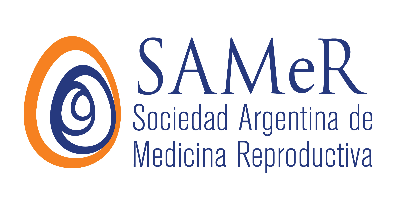 SAMeR
Sociedad Argentina de
Medicina Reproductiva